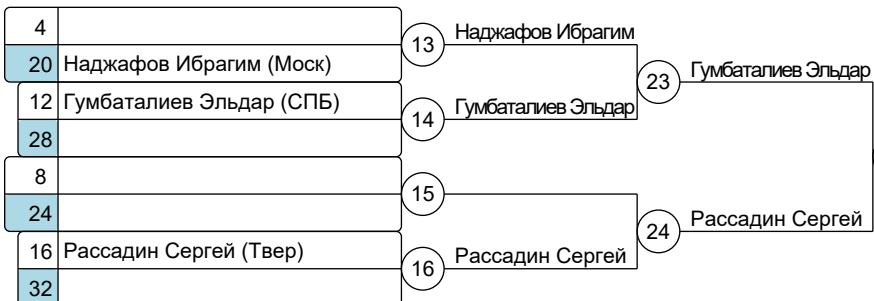 4
20 Наджафов Ибрагим (Моск)
12 Гумбаталиев Эльдар (СПБ)
28
8
24
16 Рассадин Сергей (Твер)
32
13 Наджафов Ибрагим
14 Гумбаталиев Эльдар
15
16 Рассадин Сергей
23 Гумбаталиев Эльдар
24 Рассадин Сергей